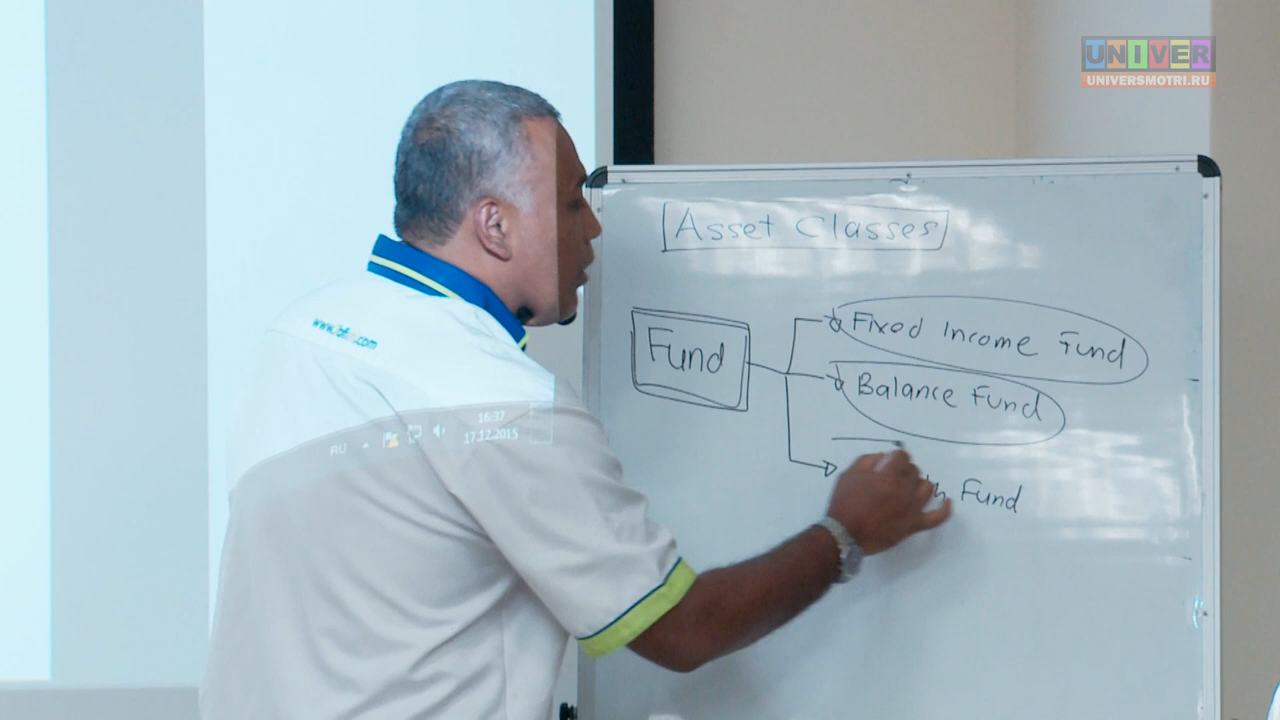 UNIVER
UNIVERSMOTRI.RU
Asset Classes
Fund
Fixed Income Fund
Balance Fund
Fund
RU
16:37
17.12.2015